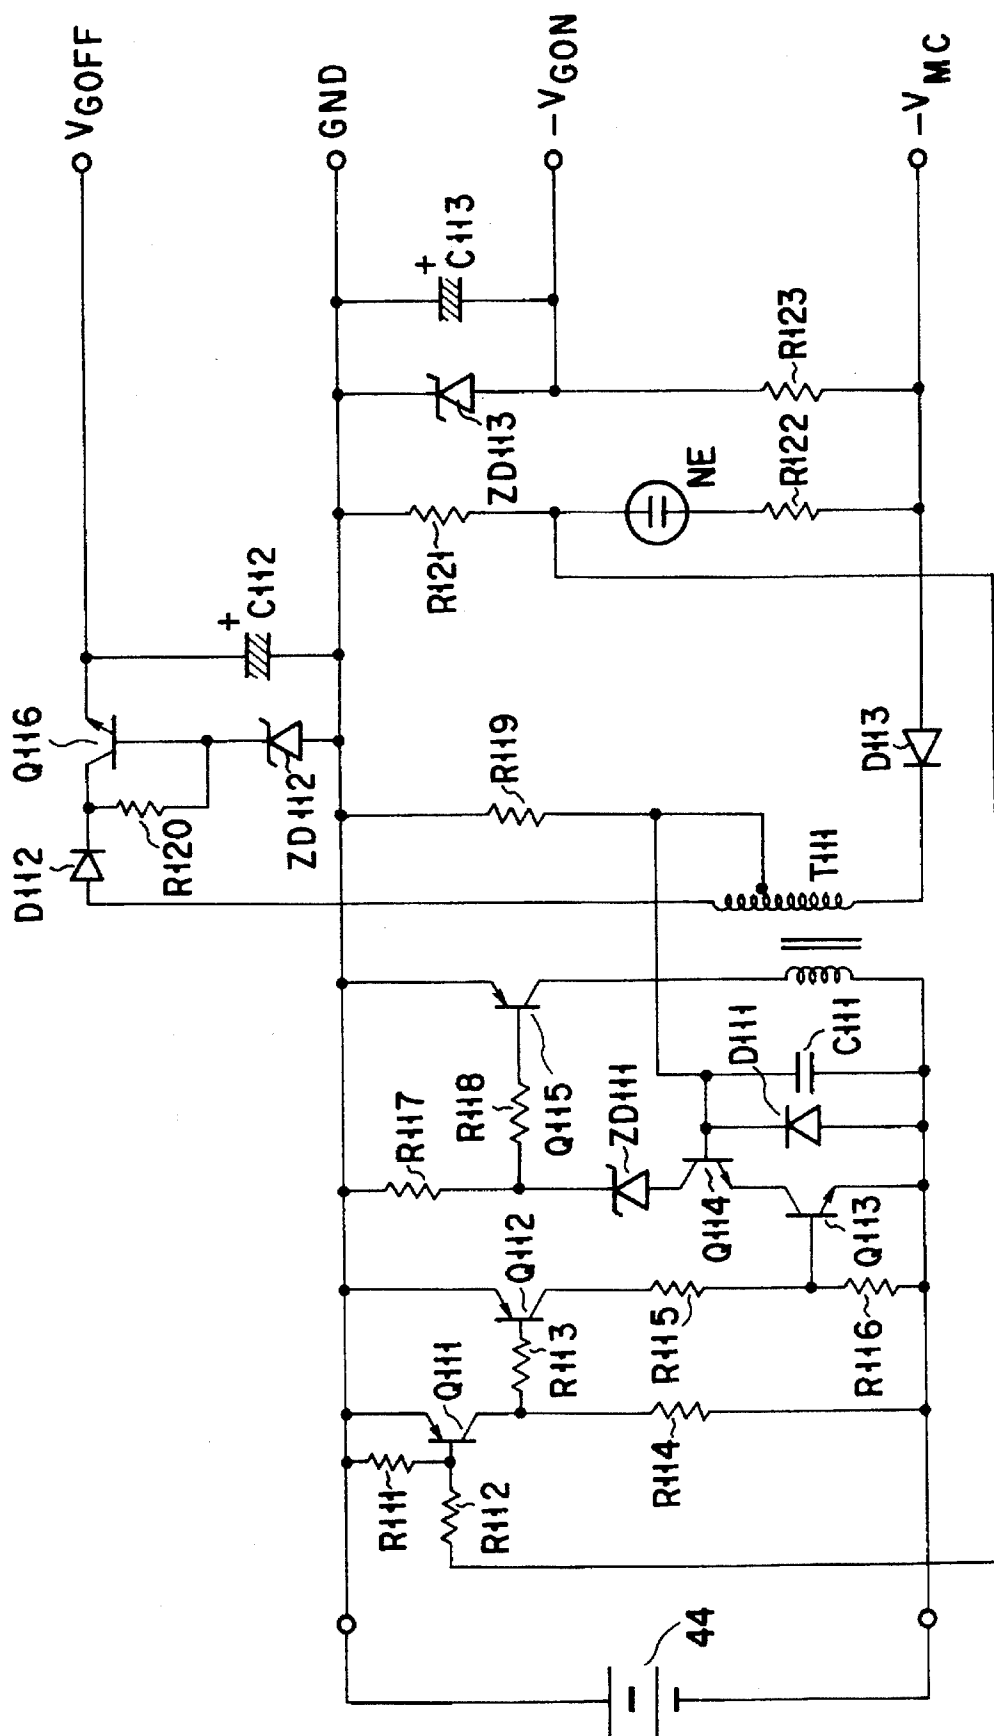 VGOFF
GND
-VGON
-VMC
C113
+
ZD113
R123
R122
NE
R121
C112
+
Q116
ZD112
R120
D112
R119
D113
T111
R118
Q115
D111
C111
R117
ZD111
Q114
Q113
Q112
R113
R115
R116
Q111
R111
R112
R114
44